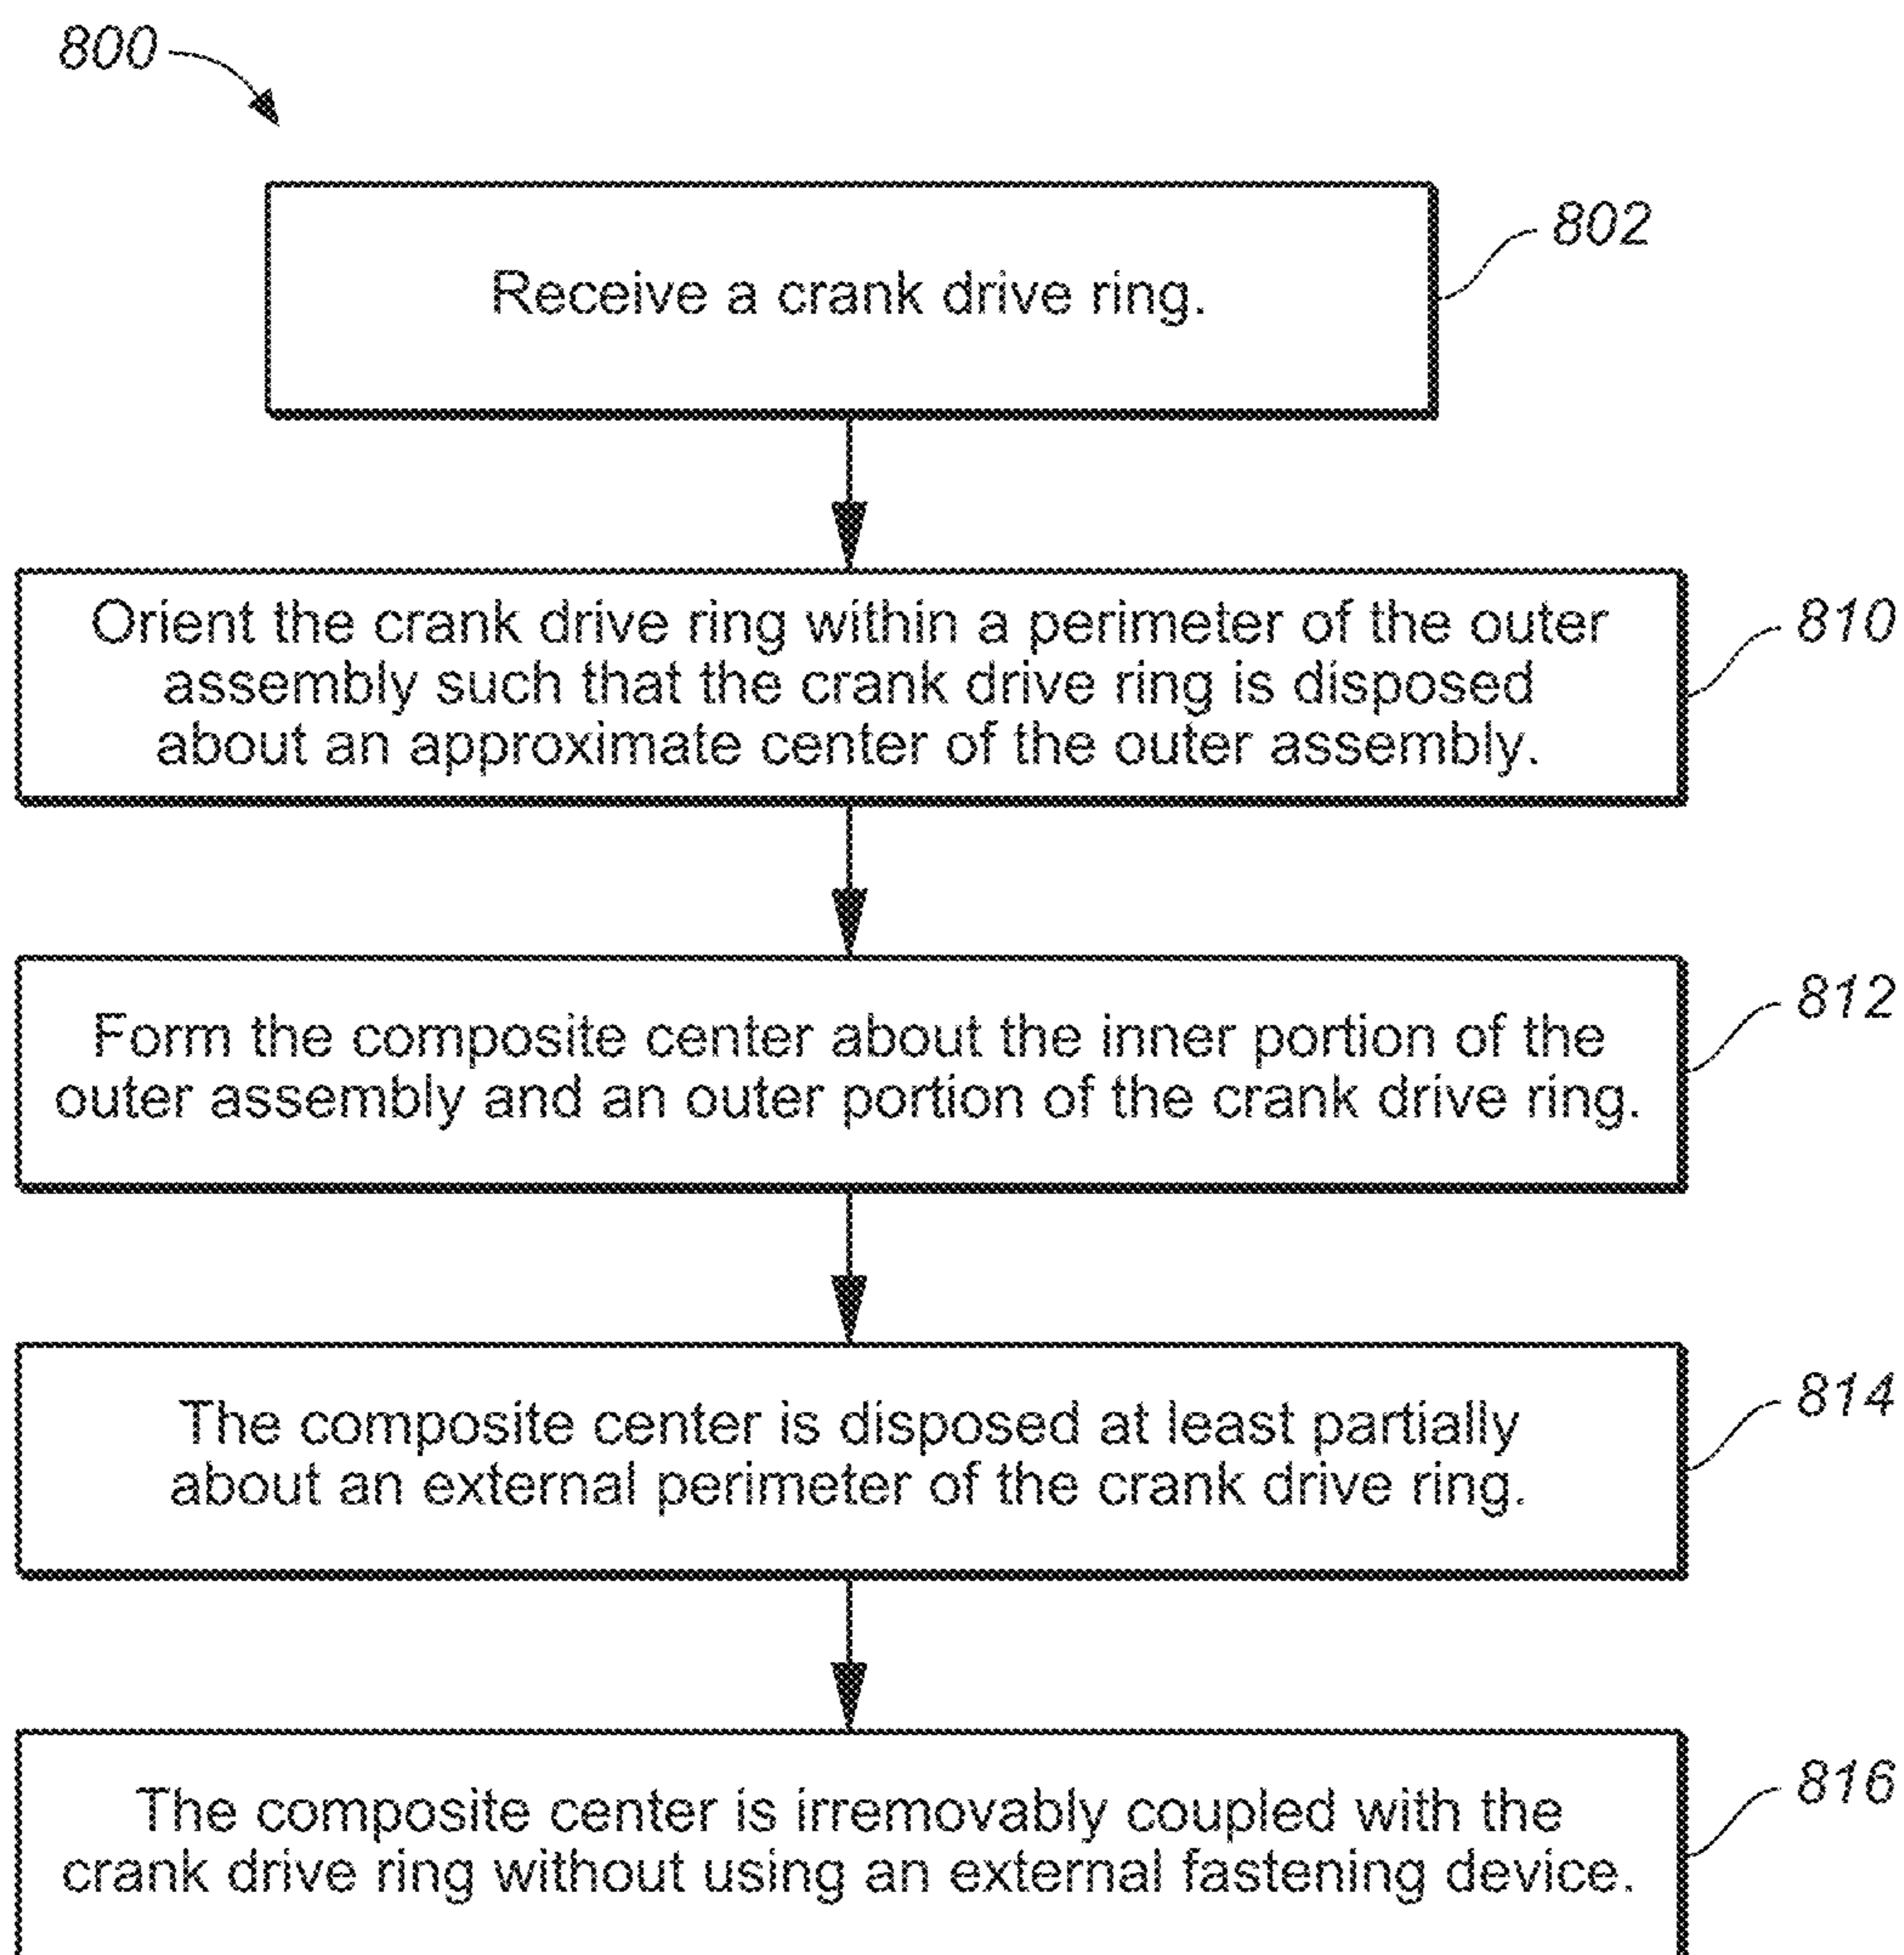 800
Receive a crank drive ring.
802
Orient the crank drive ring within a perimeter of the outer
assembly such that the crank drive ring is disposed
about an approximate center of the outer assembly.
810
Form the composite center about the inner portion of the
outer assembly and an outer portion of the crank drive ring.
812
The composite center is disposed at least partially
about an external perimeter of the crank drive ring.
814
The composite center is irremovably coupled with the
crank drive ring without using an external fastening device.
816